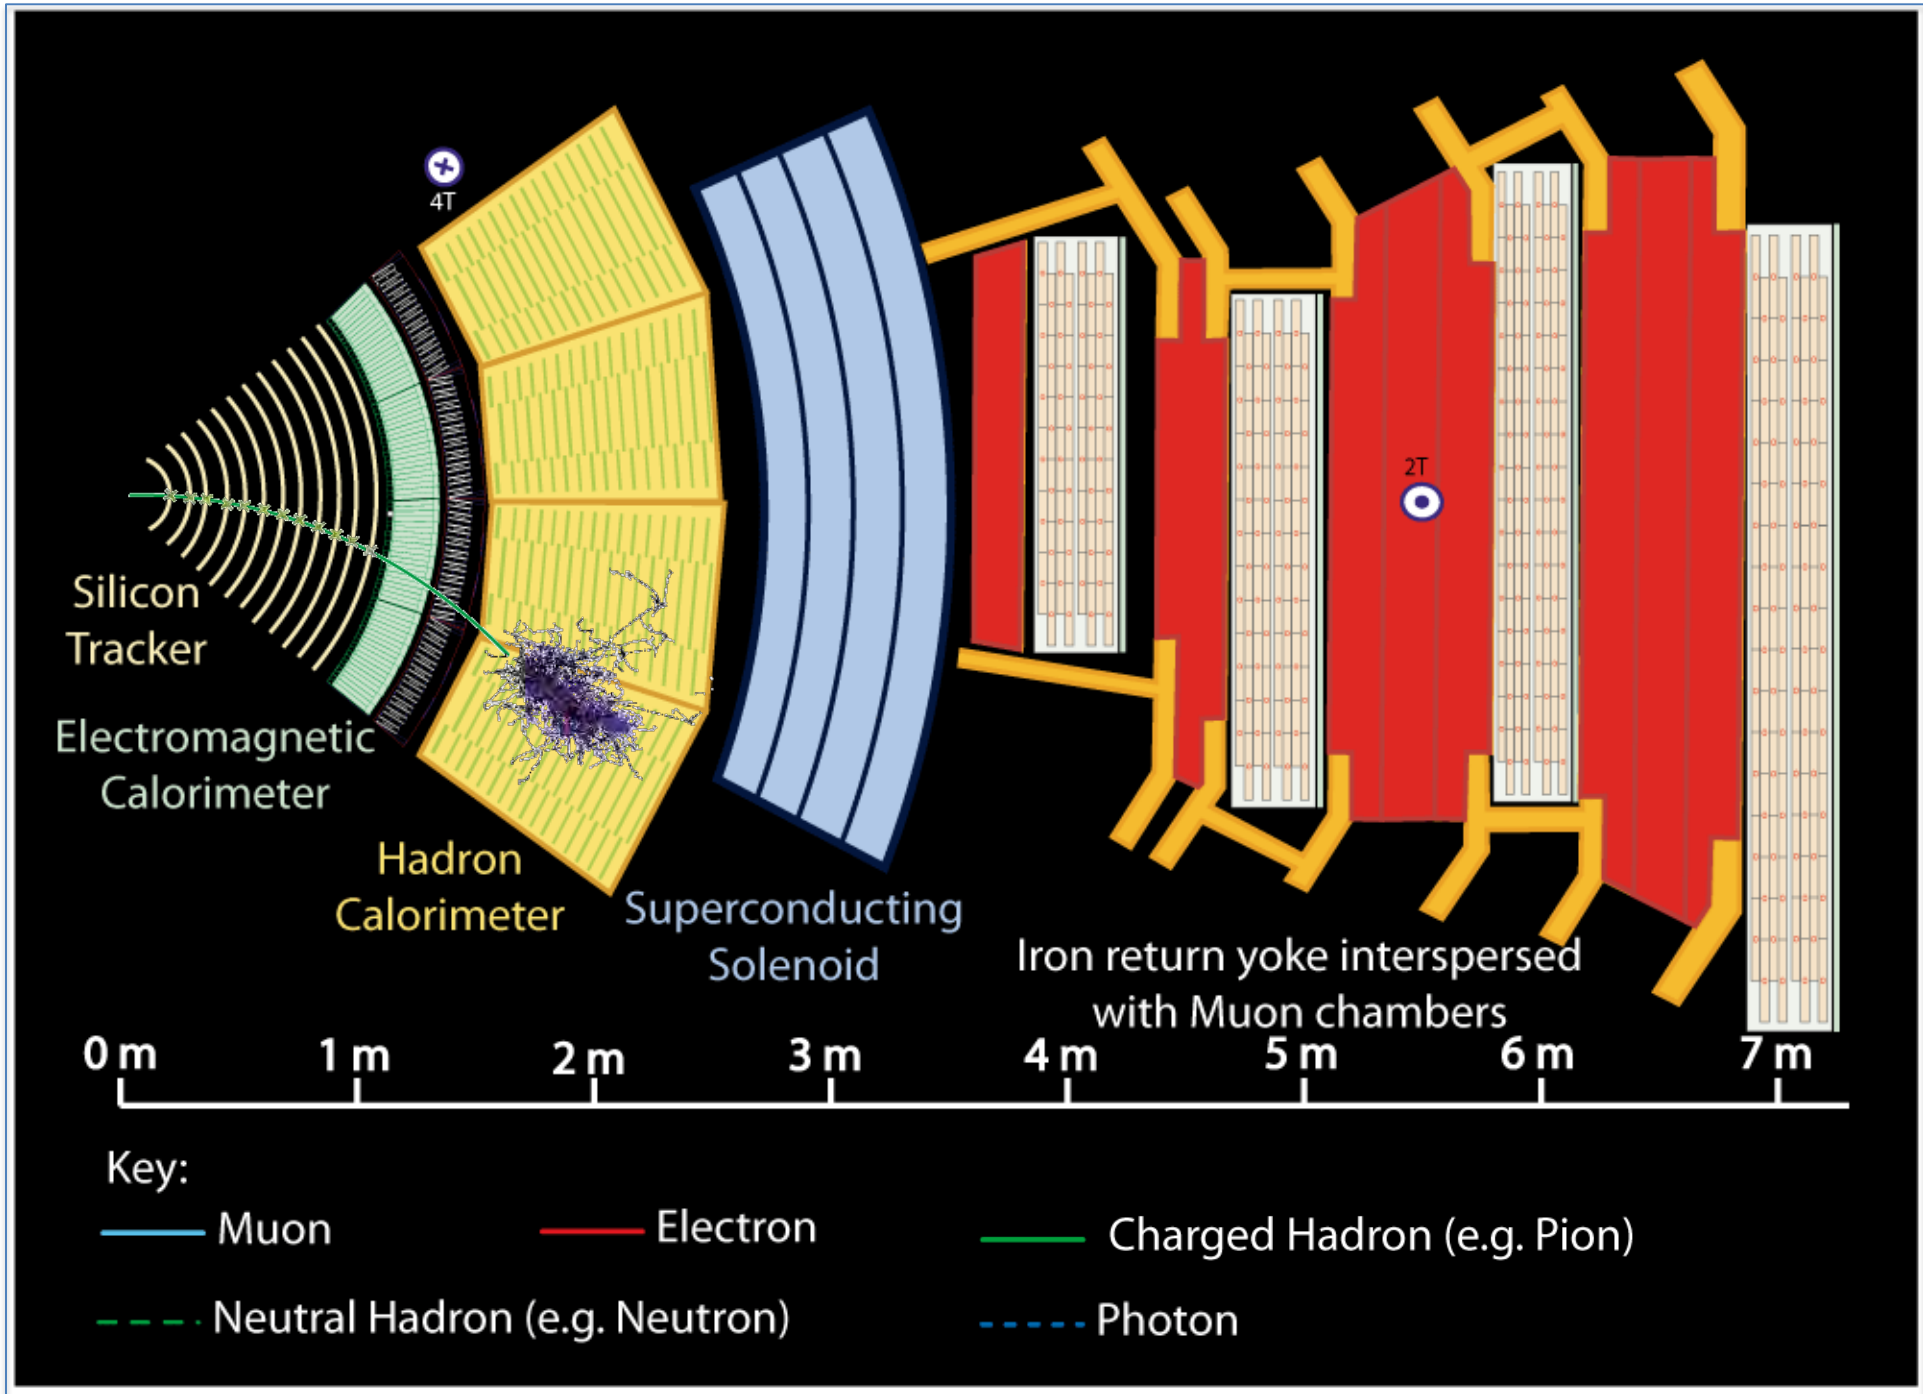 4T
2T
Silicon
Tracker
Electromagnetic
Calorimeter
Hadron
Calorimeter
Superconducting
Solenoid
Iron return yoke interspersed
with Muon chambers
0 m 1 m 2 m 3 m 4 m 5 m 6 m 7 m
Key:
Muon Electron Charged Hadron (e.g. Pion)
Neutral Hadron (e.g. Neutron) Photon